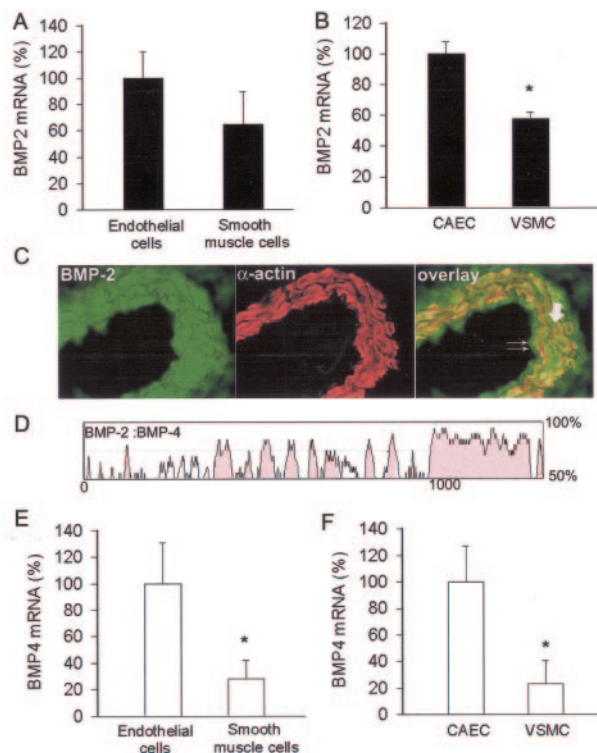 A
BMP2 mRNA (%)
140
120
100
80
60
40
20
0
Endothelial cells
Smooth muscle cells
B
BMP2 mRNA (%)
120
100
80
60
40
20
0
*
CAEC
VSMC
C
BMP-2
α-actin
overlay
D
BMP-2 :BMP-4
100%
50%
0
1000
E
BMP4 mRNA (%)
140
120
100
80
60
40
20
0
*
Endothelial cells
Smooth muscle cells
F
BMP4 mRNA (%)
140
120
100
80
60
40
20
0
*
CAEC
VSMC